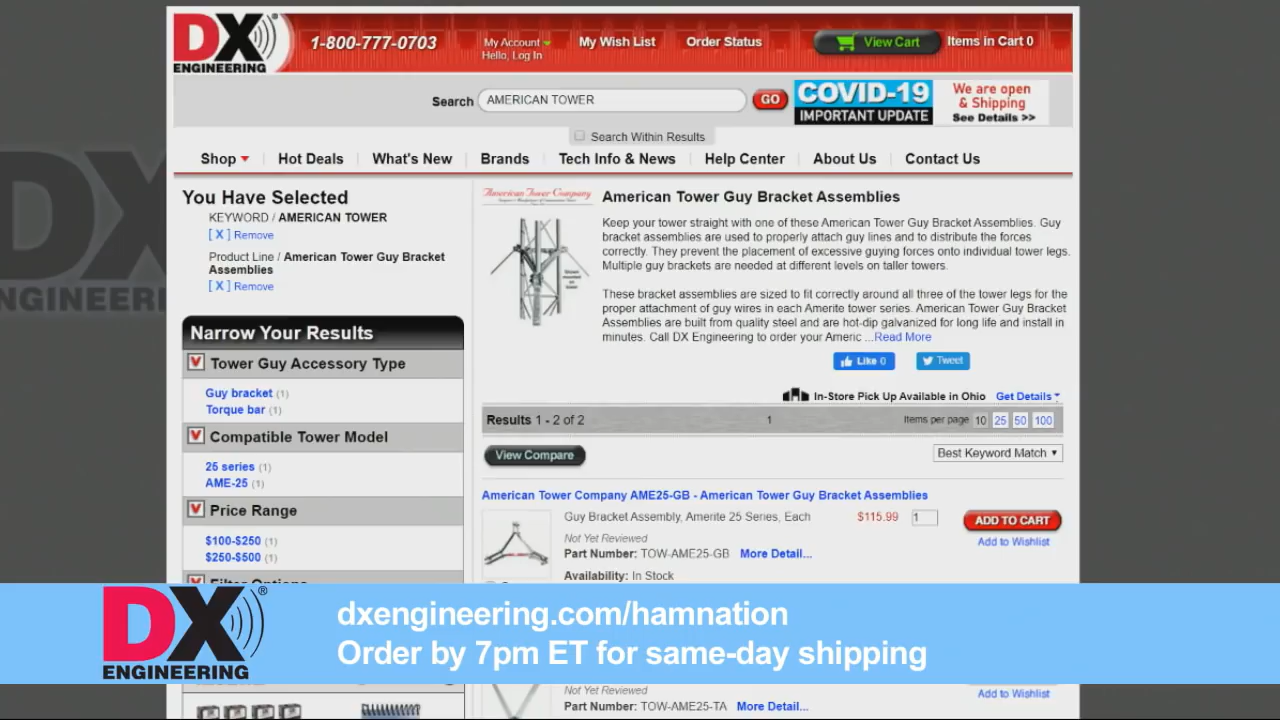 DX
ENGINEERING
1-800-777-0703
My Account
Hello, Log In
My Wish List
Order Status
View Cart
Items in Cart 0
Search
AMERICAN TOWER
GO
COVID-19
IMPORTANT UPDATE
We are open
& Shipping
See Details >>
Search Within Results
Shop
Hot Deals
What's New
Brands
Tech Info & News
Help Center
About Us
Contact Us
You Have Selected
KEYWORD / AMERICAN TOWER
[ X ] Remove
Product Line / American Tower Guy Bracket
Assemblies
[ X ] Remove
Narrow Your Results
Tower Guy Accessory Type
Guy bracket (1)
Torque bar (1)
Compatible Tower Model
25 series (1)
AME-25 (1)
Price Range
$100-$250 (1)
$250-$500 (1)
Filter Options
American Tower Company
American Tower Guy Bracket Assemblies
Keep your tower straight with one of these American Tower Guy Bracket Assemblies. Guy
bracket assemblies are used to properly attach guy lines and to distribute the forces
correctly. They prevent the placement of excessive guying forces onto individual tower legs.
Multiple guy brackets are needed at different levels on taller towers.
These bracket assemblies are sized to fit correctly around all three of the tower legs for the
proper attachment of guy wires in each Amerite tower series. American Tower Guy Bracket
Assemblies are built from quality steel and are hot-dip galvanized for long life and install in
minutes. Call DX Engineering to order your Americ ...Read More
Like 0
Tweet
In-Store Pick Up Available in Ohio Get Details
Results 1 - 2 of 2
1
Items per page 10 25 50 100
View Compare
Best Keyword Match
American Tower Company AME25-GB - American Tower Guy Bracket Assemblies
Guy Bracket Assembly, Amerite 25 Series, Each
$115.99
1
ADD TO CART
Add to Wishlist
Not Yet Reviewed
Part Number: TOW-AME25-GB More Detail...
Availability: In Stock
DX
ENGINEERING
®
dxengineering.com/hamnation
Order by 7pm ET for same-day shipping
Not Yet Reviewed
Add to Wishlist
Part Number: TOW-AME25-TA More Detail...
DX
ENGINEERI